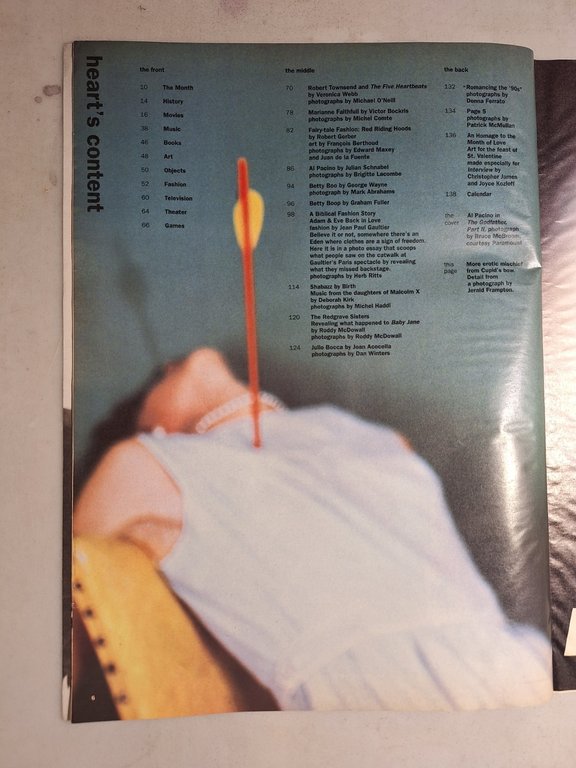 heart's content
the front
10 The Month
14 History
16 Movies
38 Music
46 Books
48 Art
50 Objects
52 Fashion
60 Television
64 Theater
66 Games
the middle
70 Robert Townsend and The Five Heartbeats
by Veronica Webb
photographs by Michael O'Neill
78 Marianne Faithfull by Victor Bockris
photographs by Michel Comte
82 Fairy-tale Fashion: Red Riding Hoods
by Robert Gerber
art by François Berthoud
photographs by Edward Maxey
and Juan de la Fuente
86 Al Pacino by Julian Schnabel
photographs by Brigitte Lacombe
94 Betty Boo by George Wayne
photograph by Mark Abrahams
96 Betty Boop by Graham Fuller
98 A Biblical Fashion Story
Adam & Eve Back in Love
fashion by Jean Paul Gaultier
Believe it or not, somewhere there's an
Eden where clothes are a sign of freedom.
Here it is in a photo essay that scoops
what people saw on the catwalk at
Gaultier's Paris spectacle by revealing
what they missed backstage.
photographs by Herb Ritts
114 Shabazz by Birth
Music from the daughters of Malcolm X
by Deborah Kirk
photographs by Michel Haddi
120 The Redgrave Sisters
Revealing what happened to Baby Jane
by Roddy McDowall
photographs by Roddy McDowall
124 Julio Bocca by Joan Acocella
photographs by Dan Winters
the back
132 "Romancing the '90s"
photographs by
Donna Ferrato
134 Page 5
photographs by
Patrick McMullan
136 An Homage to the
Month of Love
Art for the feast of
St. Valentine
made especially for
Interview by
Christopher James
and Joyce Kozloff
138 Calendar
the cover Al Pacino in
The Godfather,
Part II. photograph
by Bruce McBroom,
courtesy Paramount
this page More erotic mischief
from Cupid's bow.
Detail from
a photograph by
Jerald Frampton.
6